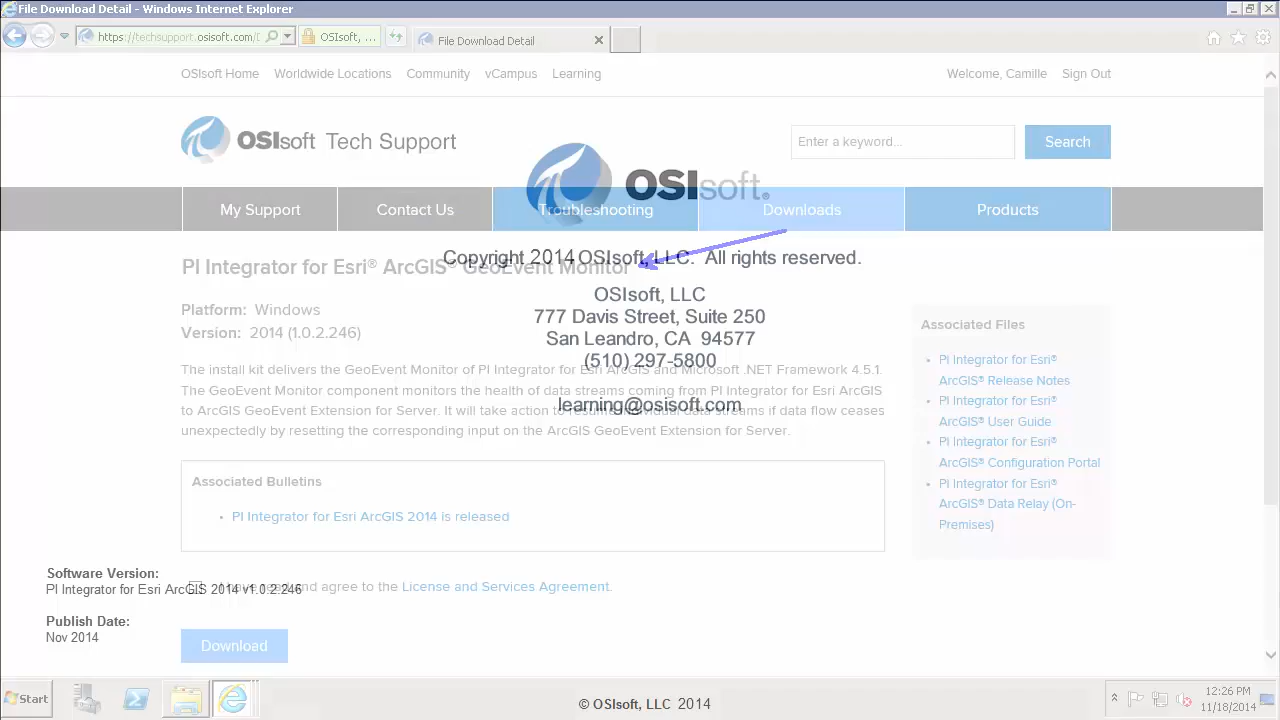 File Download Detail - Windows Internet Explorer
https://techsupport.osisoft.com/
OSIsoft, ...
File Download Detail
OSIsoft Home Worldwide Locations Community vCampus Learning
Welcome, Camille Sign Out
OSIsoft Tech Support
Enter a keyword...
Search
OSIsoft.
My Support Contact Us Troubleshooting Downloads Products
Copyright 2014 OSIsoft, LLC. All rights reserved.
PI Integrator for Esri® ArcGIS® GeoEvent Monitor
OSIsoft, LLC
777 Davis Street, Suite 250
San Leandro, CA 94577
(510) 297-5800
learning@osisoft.com
Platform: Windows
Version: 2014 (1.0.2.246)
The install kit delivers the GeoEvent Monitor of PI Integrator for Esri ArcGIS and Microsoft .NET Framework 4.5.1.
The GeoEvent Monitor component monitors the health of data streams coming from PI Integrator for Esri ArcGIS
to ArcGIS GeoEvent Extension for Server. It will take action to resume individual data streams if data flow ceases
unexpectedly by resetting the corresponding input on the ArcGIS GeoEvent Extension for Server.
Associated Files
PI Integrator for Esri®
ArcGIS® Release Notes
PI Integrator for Esri®
ArcGIS® User Guide
PI Integrator for Esri®
ArcGIS® Configuration Portal
PI Integrator for Esri®
ArcGIS® Data Relay (On-
Premises)
Associated Bulletins
PI Integrator for Esri ArcGIS 2014 is released
I have read and agree to the License and Services Agreement.
Software Version:
PI Integrator for Esri ArcGIS 2014 v1.0.2.246
Publish Date:
Nov 2014
Download
Start
© OSIsoft, LLC 2014
12:26 PM
11/18/2014